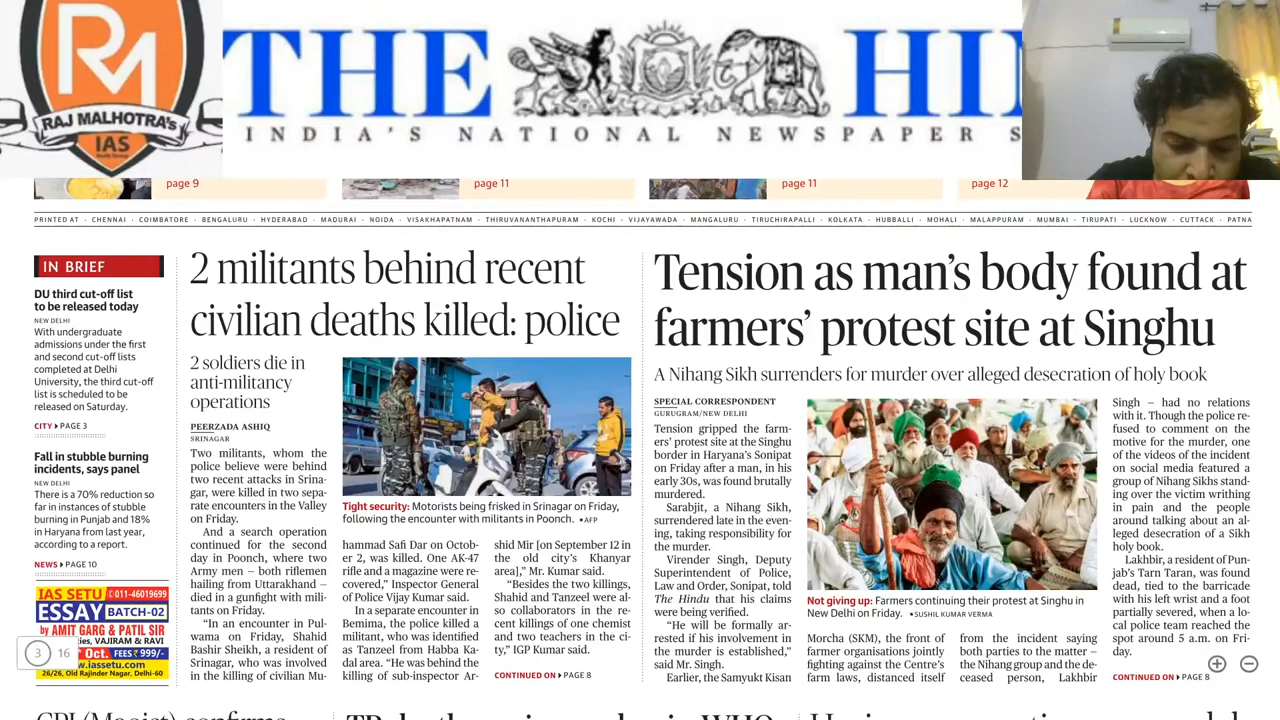 RM
RAJ MALHOTRA'S
IAS
THE
INDIA'S NATIONAL NEWSPAPER S
page 9
page 11
page 11
page 12
PRINTED AT · CHENNAI · COIMBATORE · BENGALURU · HYDERABAD · MADURAI · NOIDA · VISAKHAPATNAM · THIRUVANANTHAPURAM · KOCHI · VIJAYAWADA · MANGALURU · TIRUCHIRAPALLI · KOLKATA · HUBBALLI · MOHALI · MALAPPURAM · MUMBAI · TIRUPATI · LUCKNOW · CUTTACK · PATNA
IN BRIEF
DU third cut-off list
to be released today
NEW DELHI
With undergraduate
admissions under the first
and second cut-off lists
completed at Delhi
University, the third cut-off
list is scheduled to be
released on Saturday.
CITY PAGE 3
Fall in stubble burning
incidents, says panel
NEW DELHI
There is a 70% reduction so
far in instances of stubble
burning in Punjab and 18%
in Haryana from last year,
according to a report.
NEWS PAGE 10
IAS SETU 011-46019699
ESSAY BATCH-02
by AMIT GARG & PATIL SIR
ies, VAJIRAM & RAVI
Oct. FEES ₹ 999/-
w.iassetu.com
26/26, Old Rajinder Nagar, Delhi-60
3 16
2 militants behind recent
civilian deaths killed: police
2 soldiers die in
anti-militancy
operations
PEERZADA ASHIQ
SRINAGAR
Two militants, whom the
police believe were behind
two recent attacks in Srina-
gar, were killed in two sepa-
rate encounters in the Valley
on Friday.
And a search operation
continued for the second
day in Poonch, where two
Army men – both riflemen
hailing from Uttarakhand –
died in a gunfight with mili-
tants on Friday.
"In an encounter in Pul-
wama on Friday, Shahid
Bashir Sheikh, a resident of
Srinagar, who was involved
in the killing of civilian Mu-
Tight security: Motorists being frisked in Srinagar on Friday,
following the encounter with militants in Poonch. • AFP
hammad Safi Dar on Octob-
er 2, was killed. One AK-47
rifle and a magazine were re-
covered," Inspector General
of Police Vijay Kumar said.
In a separate encounter in
Bemima, the police killed a
militant, who was identified
as Tanzeel from Habba Ka-
dal area. "He was behind the
killing of sub-inspector Ar-
shid Mir [on September 12 in
the old city's Khanyar
area]," Mr. Kumar said.
"Besides the two killings,
Shahid and Tanzeel were al-
so collaborators in the re-
cent killings of one chemist
and two teachers in the ci-
ty," IGP Kumar said.
CONTINUED ON PAGE 8
Tension as man's body found at
farmers' protest site at Singhu
A Nihang Sikh surrenders for murder over alleged desecration of holy book
SPECIAL CORRESPONDENT
GURUGRAM/NEW DELHI
Tension gripped the farm-
ers' protest site at the Singhu
border in Haryana's Sonipat
on Friday after a man, in his
early 30s, was found brutally
murdered.
Sarabjit, a Nihang Sikh,
surrendered late in the even-
ing, taking responsibility for
the murder.
Virender Singh, Deputy
Superintendent of Police,
Law and Order, Sonipat, told
The Hindu that his claims
were being verified.
"He will be formally ar-
rested if his involvement in
the murder is established,"
said Mr. Singh.
Earlier, the Samyukt Kisan
Not giving up: Farmers continuing their protest at Singhu in
New Delhi on Friday. • SUSHIL KUMAR VERMA
Morcha (SKM), the front of
farmers organisations jointly
fighting against the Centre's
farm laws, distanced itself
from the incident saying
both parties to the matter –
the Nihang group and the de-
ceased person, Lakhbir
Singh – had no relations
with it. Though the police re-
fused to comment on the
motive for the murder, one
of the videos of the incident
on social media featured a
group of Nihang Sikhs stand-
ing over the victim writhing
in pain and the people
around talking about an al-
leged desecration of a Sikh
holy book.
Lakhbir, a resident of Pun-
jab's Tarn Taran, was found
dead, tied to the barricade
with his left wrist and a foot
partially severed, when a lo-
cal police team reached the
spot around 5 a.m. on Fri-
day.
CONTINUED ON PAGE 8